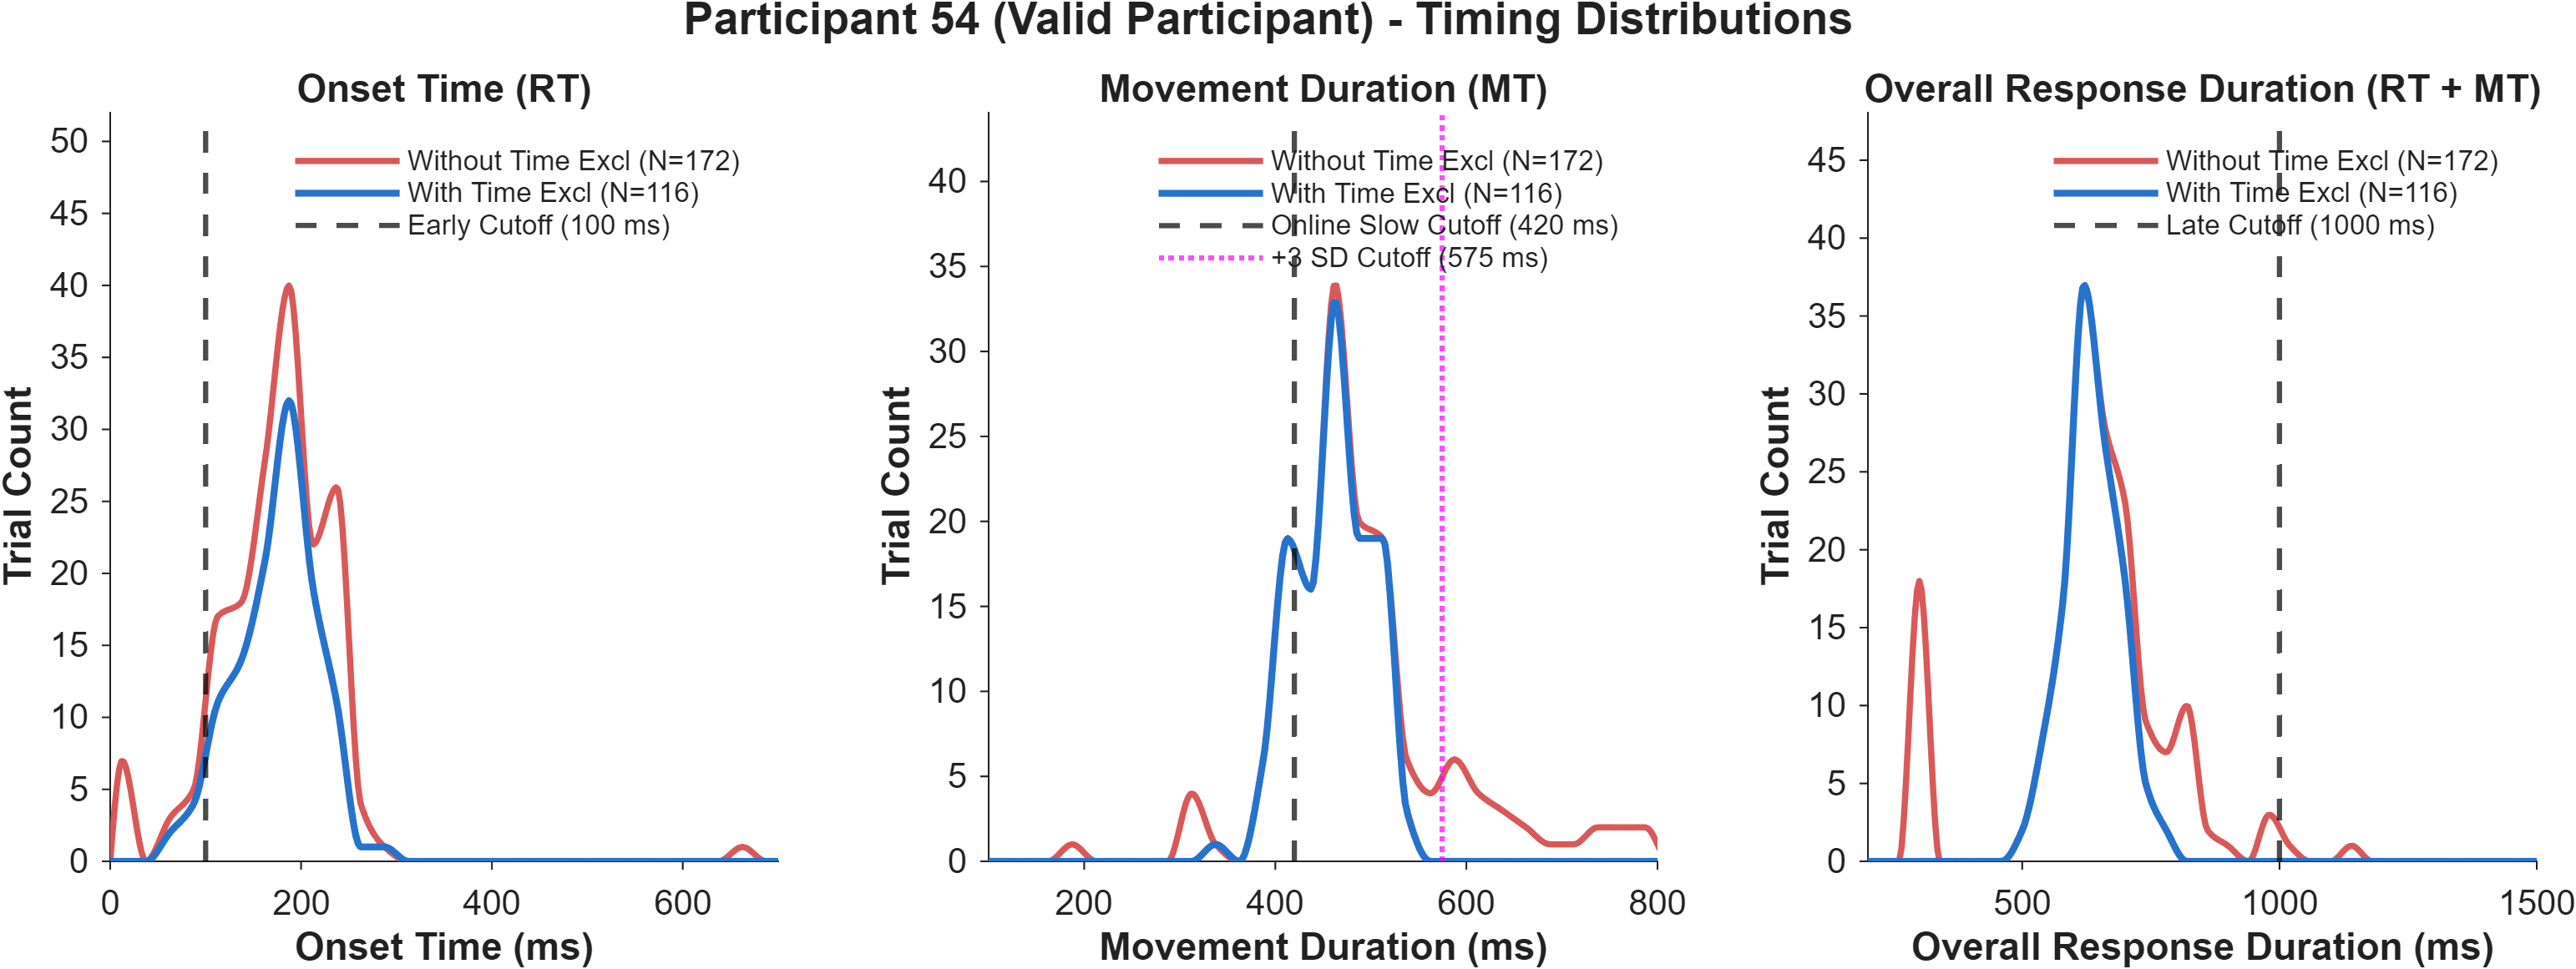 Participant 54 (Valid Participant) - Timing Distributions
Onset Time (RT)
50
45
40
35
30
25
20
15
10
5
0
Trial Count
Without Time Excl (N=172)
With Time Excl (N=116)
Early Cutoff (100 ms)
0 200 400 600
Onset Time (ms)
Movement Duration (MT)
40
35
30
25
20
15
10
5
0
Trial Count
Without Time Excl (N=172)
With Time Excl (N=116)
Online Slow Cutoff (420 ms)
+3 SD Cutoff (575 ms)
200 400 600 800
Movement Duration (ms)
Overall Response Duration (RT + MT)
45
40
35
30
25
20
15
10
5
0
Trial Count
Without Time Excl (N=172)
With Time Excl (N=116)
Late Cutoff (1000 ms)
500 1000 1500
Overall Response Duration (ms)